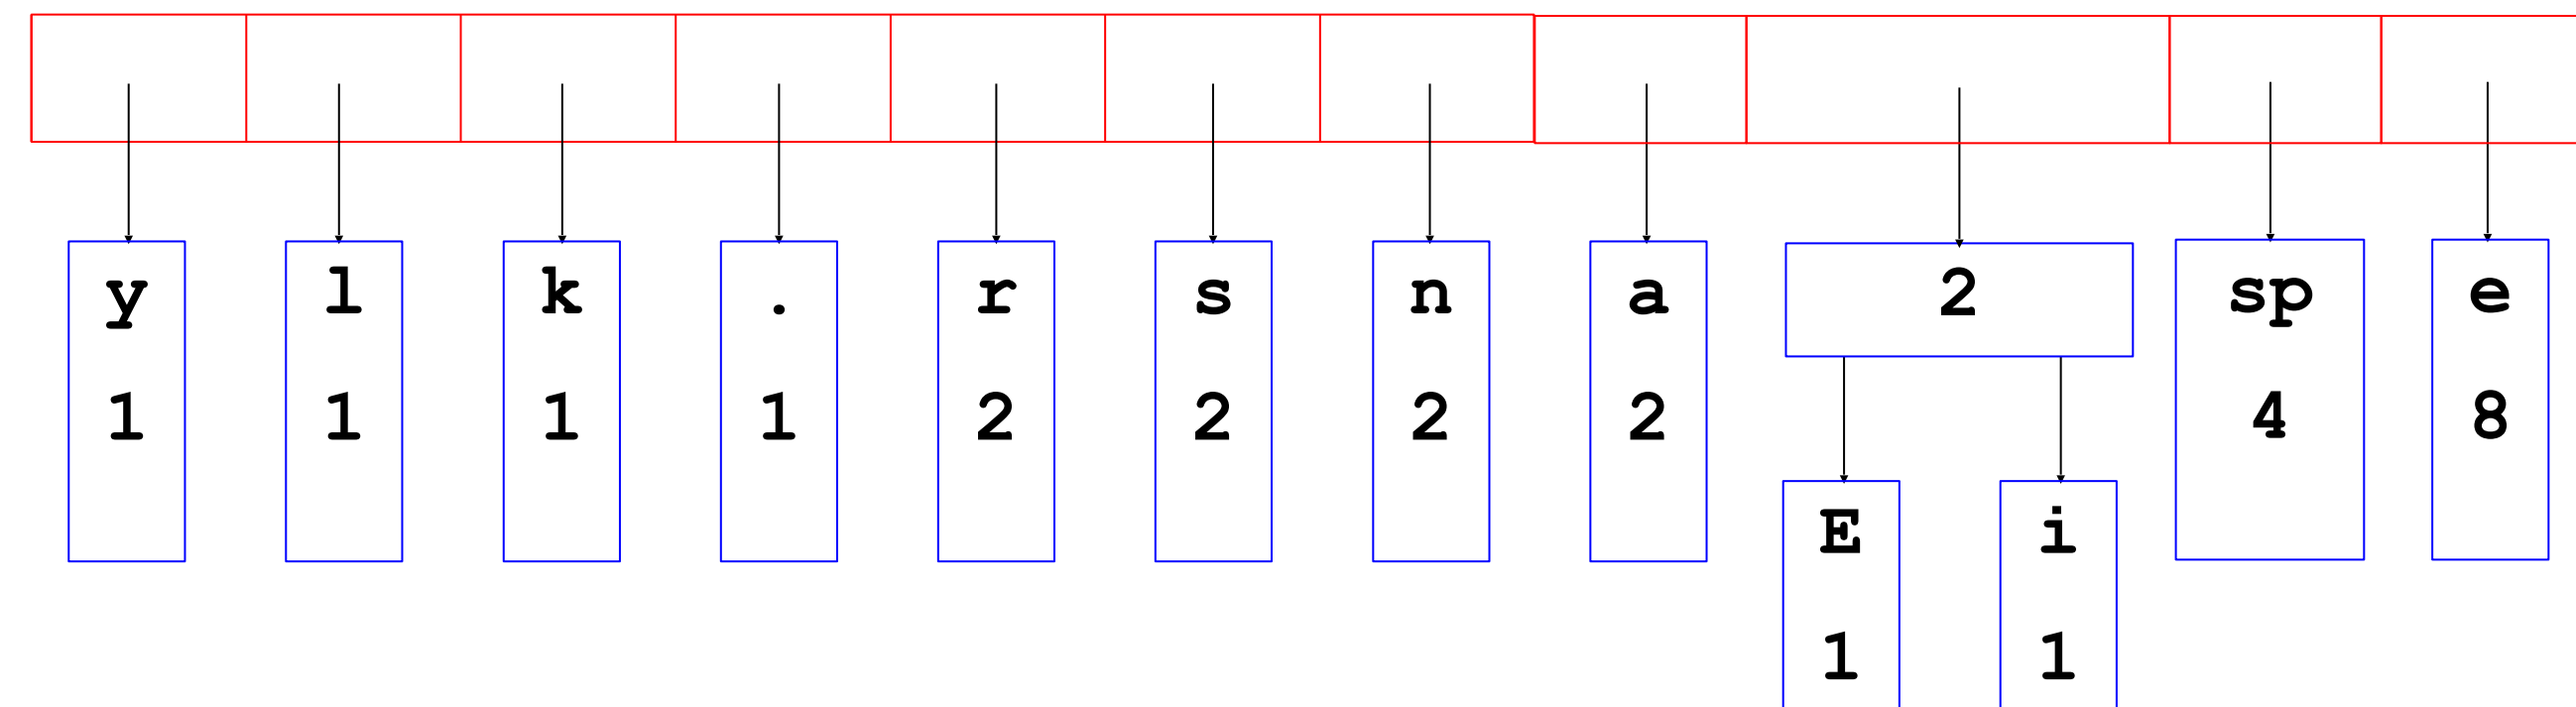 y l k . r s n a 2 sp e
1 1 1 1 2 2 2 2 4 8
E i
1 1